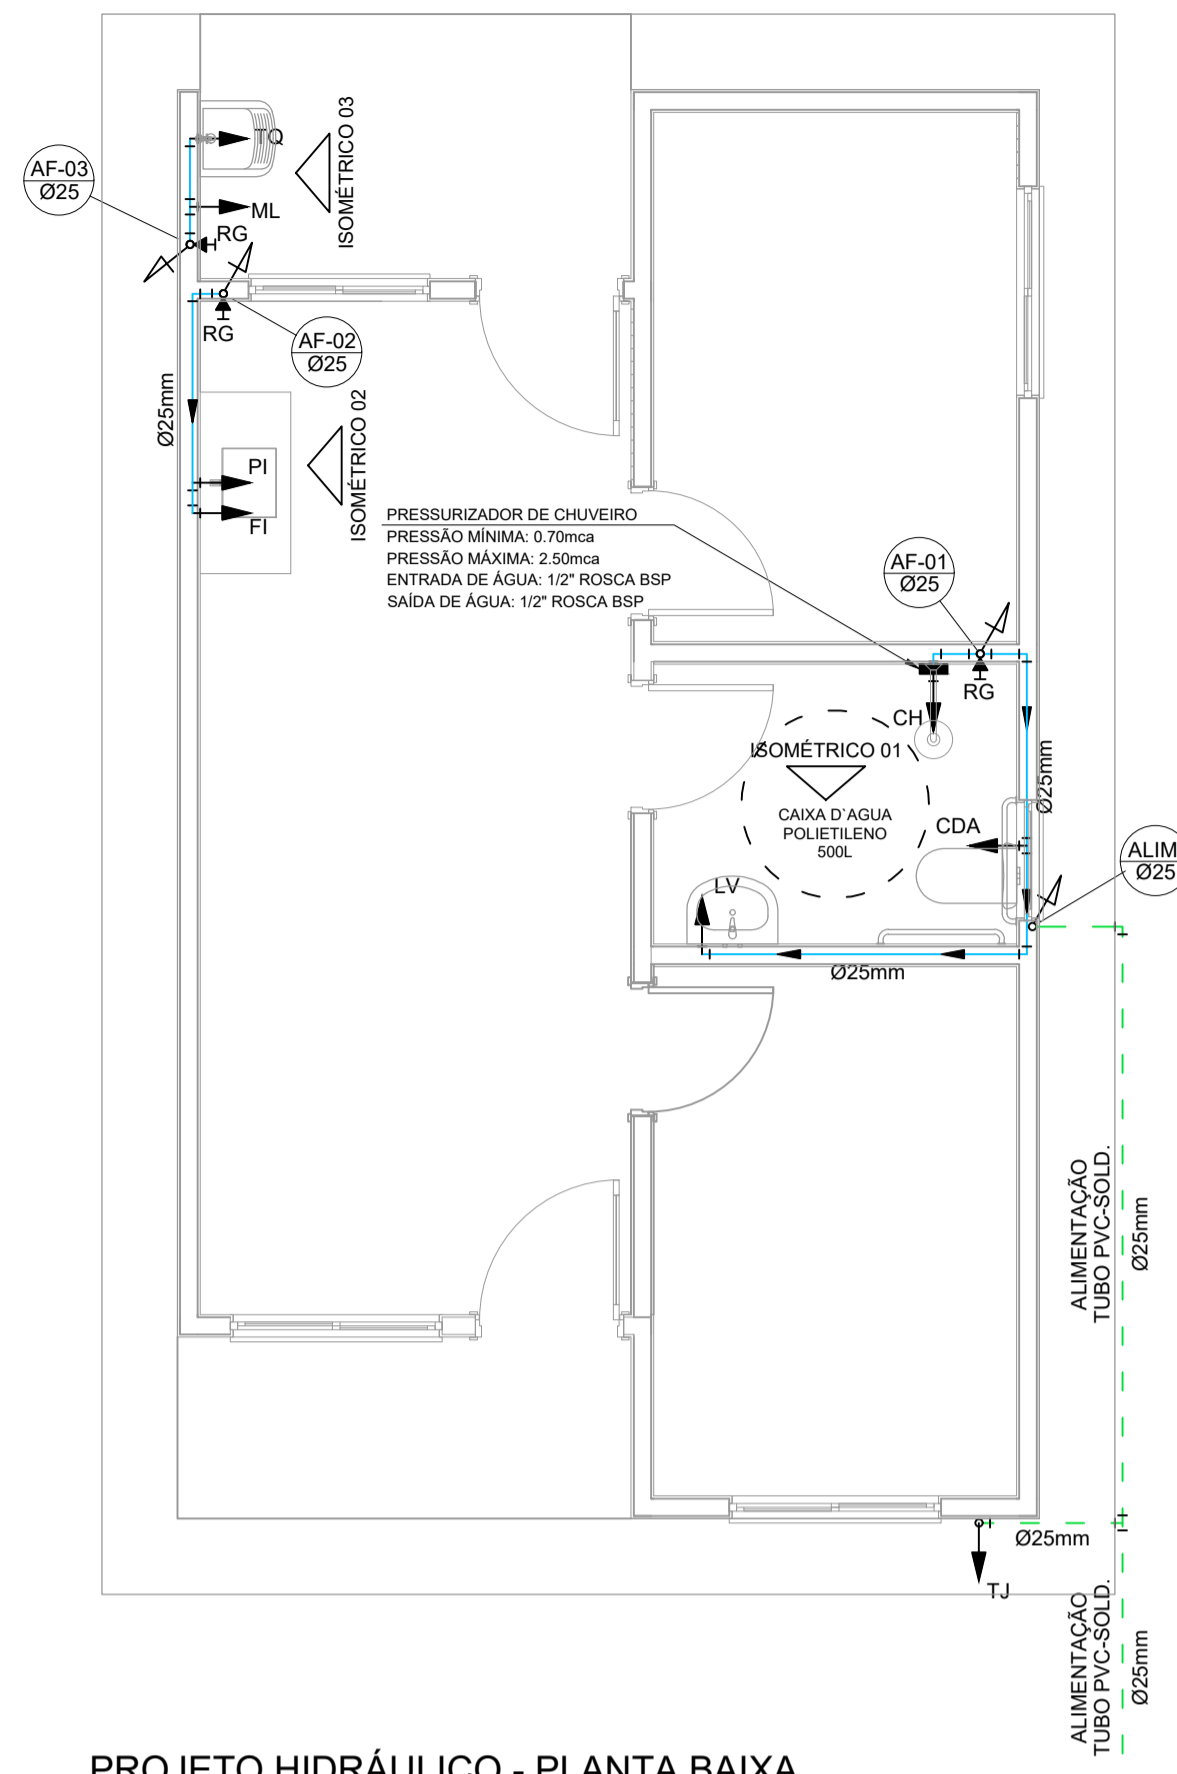 TQ
ISOMÉTRICO 03
AF-03
Ø25
ML
RG
RG
AF-02
Ø25
Ø25mm
ISOMÉTRICO 02
PI
FI
PRESSURIZADOR DE CHUVEIRO
PRESSÃO MÍNIMA: 0.70mca
PRESSÃO MÁXIMA: 2.50mca
ENTRADA DE ÁGUA: 1/2" ROSCA BSP
SAÍDA DE ÁGUA: 1/2" ROSCA BSP
AF-01
Ø25
RG
CH
ISOMÉTRICO 01
Ø25mm
CAIXA D`AGUA
POLIETILENO
500L
CDA
ALIM
Ø25
LV
Ø25mm
ALIMENTAÇÃO
TUBO PVC-SOLD.
Ø25mm
Ø25mm
TJ
ALIMENTAÇÃO
TUBO PVC-SOLD.
Ø25mm
PROJETO HIDRÁULICO - PLANTA BAIXA